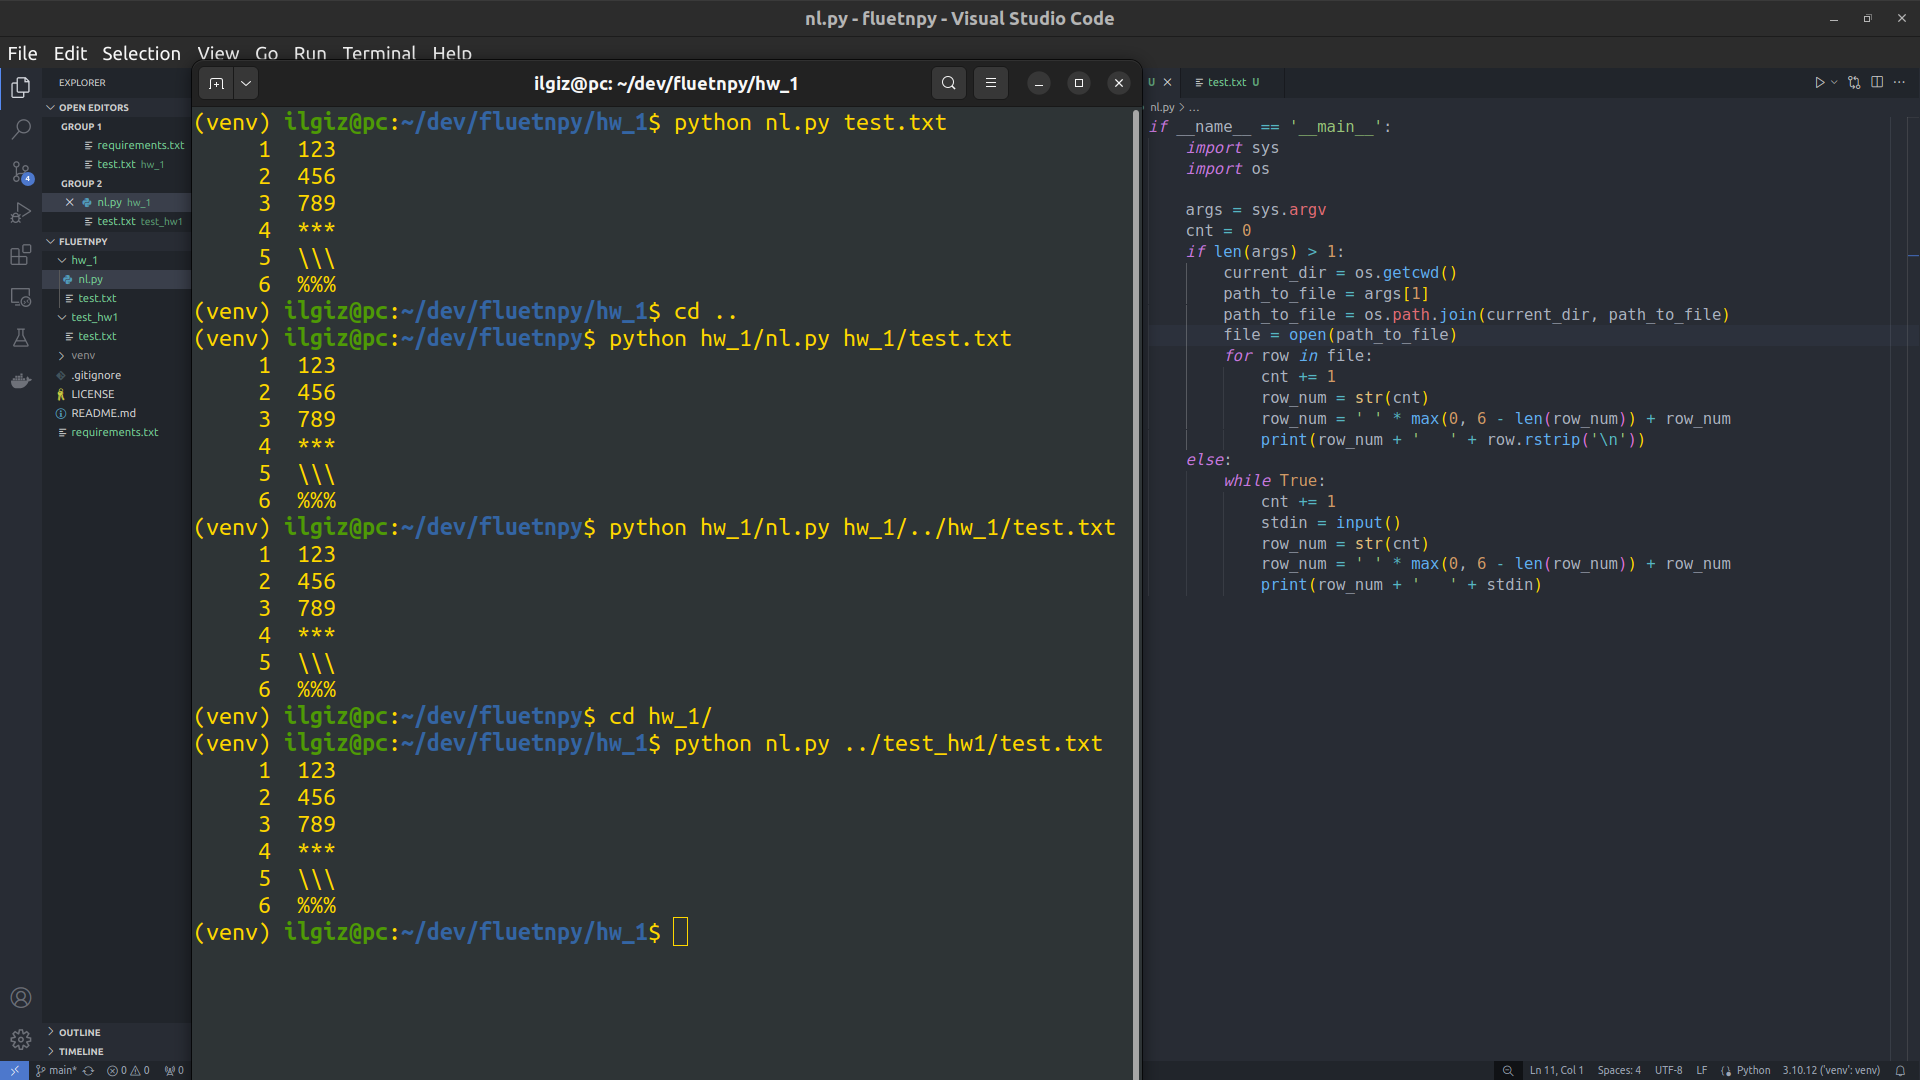 nl.py - fluetnpy - Visual Studio Code
File Edit Selection View Go Run Terminal Help
EXPLORER
OPEN EDITORS
GROUP 1
requirements.txt
test.txt hw_1
GROUP 2
nl.py hw_1
test.txt test_hw1
FLUETNPY
hw_1
nl.py
test.txt
test_hw1
test.txt
venv
.gitignore
LICENSE
README.md
requirements.txt
OUTLINE
TIMELINE
4
ilgiz@pc: ~/dev/fluetnpy/hw_1
(venv) ilgiz@pc:~/dev/fluetnpy/hw_1$ python nl.py test.txt
     1  123
     2  456
     3  789
     4  ***
     5  \\\
     6  %%%
(venv) ilgiz@pc:~/dev/fluetnpy/hw_1$ cd ..
(venv) ilgiz@pc:~/dev/fluetnpy$ python hw_1/nl.py hw_1/test.txt
     1  123
     2  456
     3  789
     4  ***
     5  \\\
     6  %%%
(venv) ilgiz@pc:~/dev/fluetnpy$ python hw_1/nl.py hw_1/../hw_1/test.txt
     1  123
     2  456
     3  789
     4  ***
     5  \\\
     6  %%%
(venv) ilgiz@pc:~/dev/fluetnpy$ cd hw_1/
(venv) ilgiz@pc:~/dev/fluetnpy/hw_1$ python nl.py ../test_hw1/test.txt
     1  123
     2  456
     3  789
     4  ***
     5  \\\
     6  %%%
(venv) ilgiz@pc:~/dev/fluetnpy/hw_1$
U test.txt U
nl.py > ...
if __name__ == '__main__':
    import sys
    import os

    args = sys.argv
    cnt = 0
    if len(args) > 1:
        current_dir = os.getcwd()
        path_to_file = args[1]
        path_to_file = os.path.join(current_dir, path_to_file)
        file = open(path_to_file)
        for row in file:
            cnt += 1
            row_num = str(cnt)
            row_num = ' ' * max(0, 6 - len(row_num)) + row_num
            print(row_num + '   ' + row.rstrip('\n'))
    else:
        while True:
            cnt += 1
            stdin = input()
            row_num = str(cnt)
            row_num = ' ' * max(0, 6 - len(row_num)) + row_num
            print(row_num + '   ' + stdin)
main* 0 0 0
Ln 11, Col 1 Spaces: 4 UTF-8 LF Python 3.10.12 ('venv': venv)